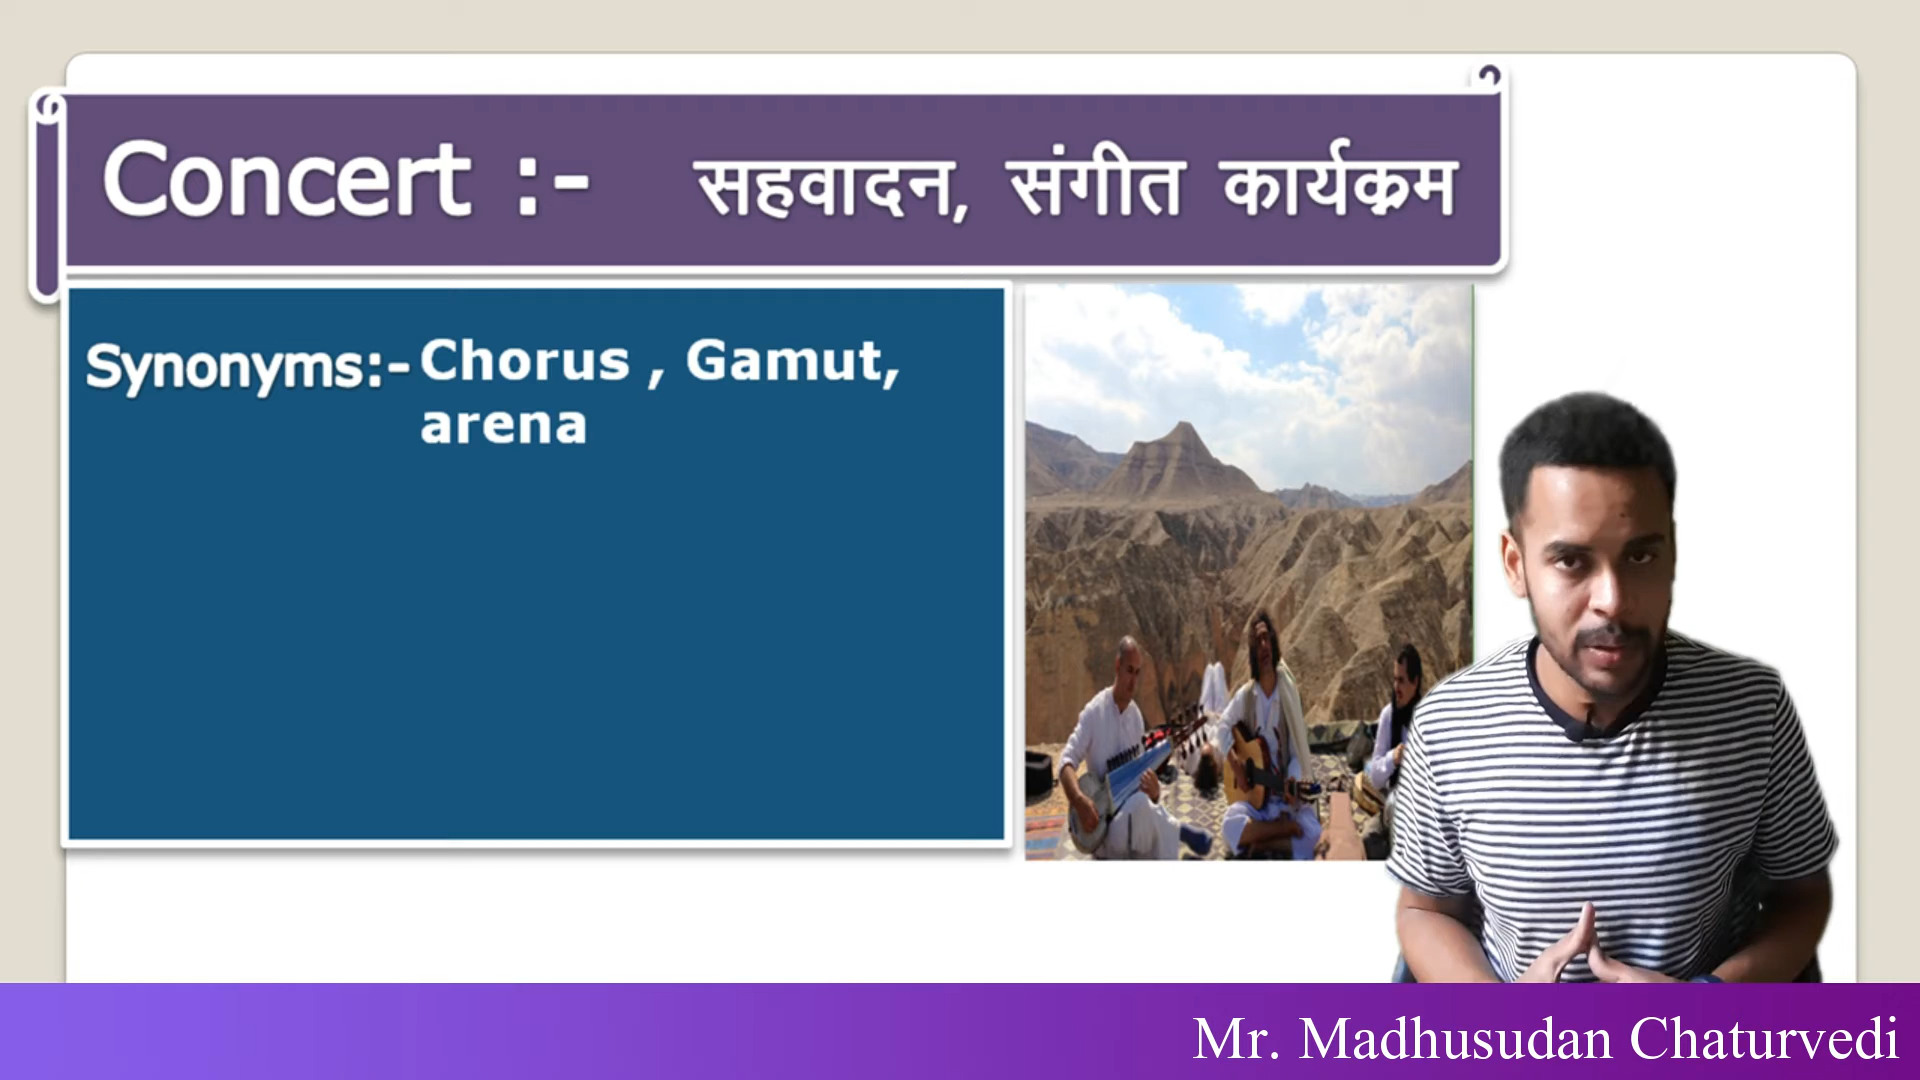 Concert :- सहवादन, संगीत कार्यक्रम
Synonyms:- Chorus , Gamut,
arena
Mr. Madhusudan Chaturvedi